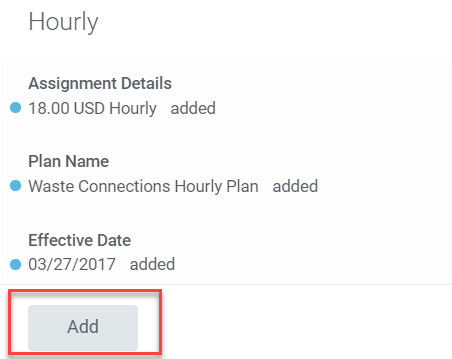 Hourly
Assignment Details
18.00 USD Hourly added
Plan Name
Waste Connections Hourly Plan added
Effective Date
03/27/2017 added
Add